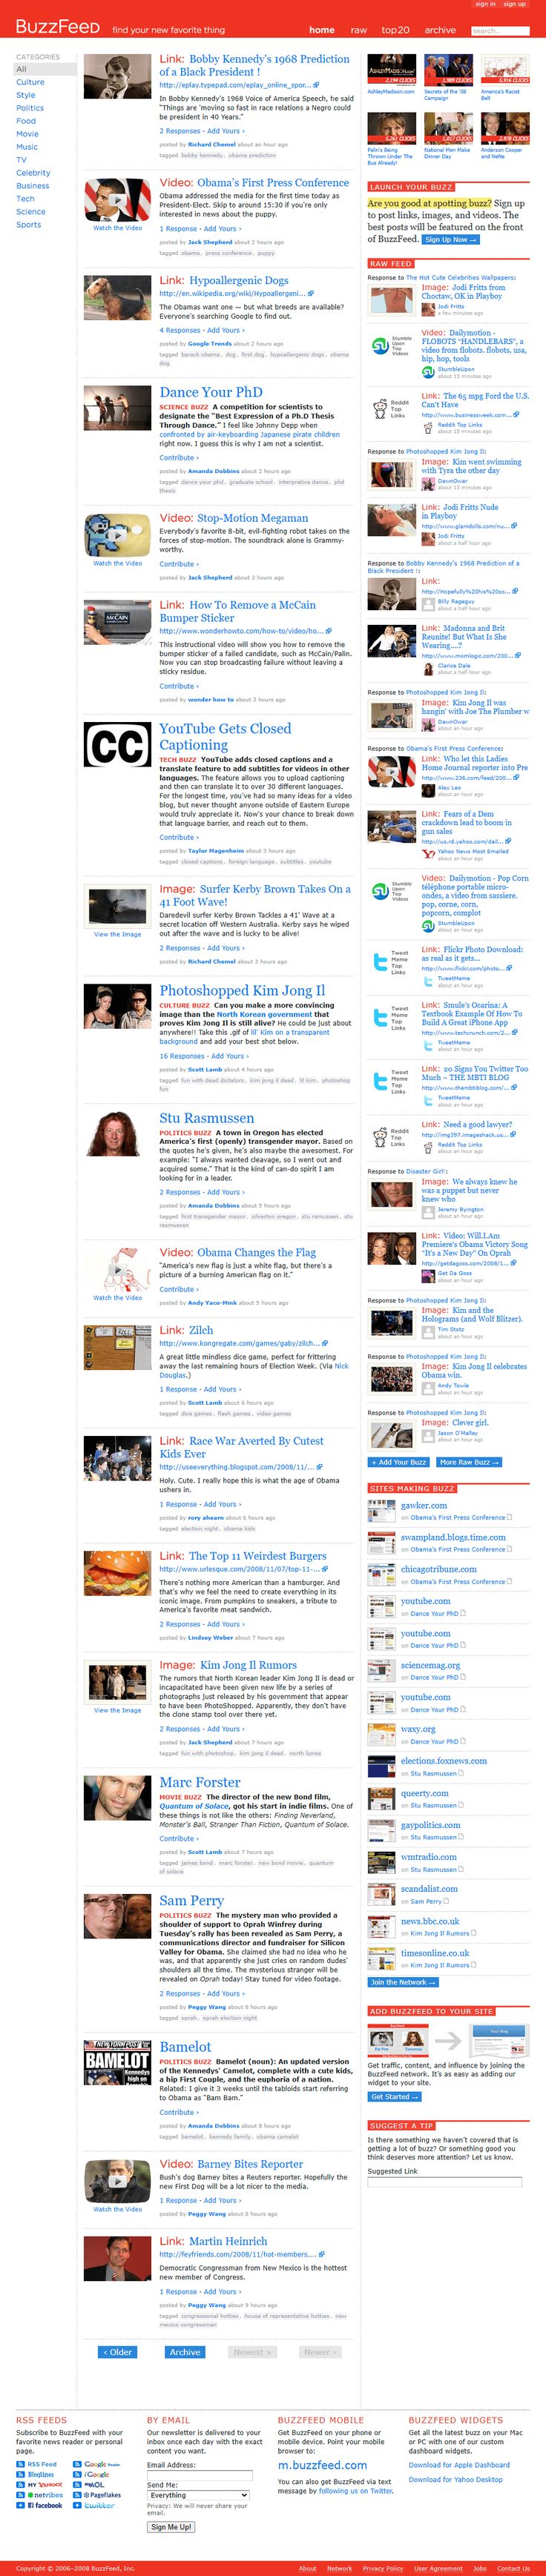 sign in sign up
BuzzFeed find your new favorite thing
home raw top20 archive search...
CATEGORIES
All
Culture
Style
Politics
Food
Movie
Music
TV
Celebrity
Business
Tech
Science
Sports
Link: Bobby Kennedy's 1968 Prediction
of a Black President !
http://eplay.typepad.com/eplay_online_spor...
In Bobby Kennedy's 1968 Voice of America Speech, he said
"Things are 'moving so fast in race relations a Negro could
be president in 40 years.'"
2 Responses • Add Yours ›
posted by Richard Chemel about an hour ago
tagged bobby kennedy, obama prediction
Video: Obama's First Press Conference
Obama addressed the media for the first time today as
President-Elect. Skip to 15:30 if you're only
interested in news about the puppy.
Watch the Video
1 Response • Add Yours ›
posted by Jack Shepherd about 2 hours ago
tagged obama, press conference, puppy
Link: Hypoallergenic Dogs
http://en.wikipedia.org/wiki/Hypoallergeni...
The Obamas want one — but what breeds are available?
Everyone's searching Google to find out.
4 Responses • Add Yours ›
posted by Google Trends about 2 hours ago
tagged barack obama, dog, first dog, hypoallergenic dogs, obama
dog
Dance Your PhD
SCIENCE BUZZ A competition for scientists to
designate the "Best Expression of a Ph.D Thesis
Through Dance." I feel like Johnny Depp when
confronted by air-keyboarding Japanese pirate children
right now. I guess this is why I am not a scientist.
Contribute ›
posted by Amanda Dobbins about 2 hours ago
tagged dance your phd, graduate school, interpretive dance, phd
thesis
Video: Stop-Motion Megaman
Everybody's favorite 8-bit, evil-fighting robot takes on the
forces of stop-motion. The soundtrack alone is Grammy-
worthy.
Watch the Video
Contribute ›
posted by Jack Shepherd about 3 hours ago
Link: How To Remove a McCain
Bumper Sticker
http://www.wonderhowto.com/how-to/video/ho...
This instructional video will show you how to remove the
bumper sticker of a failed candidate, such as McCain/Palin.
Now you can stop broadcasting failure without leaving a
sticky residue.
Contribute ›
posted by wonder how to about 3 hours ago
CC
YouTube Gets Closed
Captioning
TECH BUZZ YouTube adds closed captions and a
translate feature to add subtitles for videos in other
languages. The feature allows you to upload captioning
and then translate it to over 30 different languages.
For the longest time, you've had so many ideas for a video
blog, but never thought anyone outside of Eastern Europe
would truly appreciate it. Now's your chance to break down
that language barrier, and reach out to them.
Contribute ›
posted by Taylor Hagenheim about 3 hours ago
tagged closed captions, foreign language, subtitles, youtube
Image: Surfer Kerby Brown Takes On a
41 Foot Wave!
Daredevil surfer Kerby Brown Tackles a 41' Wave at a
secret location off Western Australia. Kerby he wiped
out after the wave and is lucky to be alive!
View the Image
2 Responses • Add Yours ›
posted by Richard Chemel about 3 hours ago
Photoshopped Kim Jong Il
CULTURE BUZZ Can you make a more convincing
image than the North Korean government that
proves Kim Jong Il is still alive? He could be just about
anywhere!! Take this .gif of lil' Kim on a transparent
background and add your best shot below.
16 Responses • Add Yours ›
posted by Scott Lamb about 4 hours ago
tagged fun with dead dictators, kim jong il dead, lil kim, photoshop
fun
Stu Rasmussen
POLITICS BUZZ A town in Oregon has elected
America's first (openly) transgender mayor. Based on
the quotes he's given, he's also maybe the awesomest. For
example: "I always wanted cleavage, so I went out and
acquired some." That is the kind of can-do spirit I am
looking for in a leader.
2 Responses • Add Yours ›
posted by Amanda Dobbins about 5 hours ago
tagged first transgender mayor, silverton oregon, stu rasmussen, stu
rasmussen
Video: Obama Changes the Flag
"America's new flag is just a white flag, but there's a
picture of a burning American flag on it."
Contribute ›
Watch the Video
posted by Andy Yaco-Mink about 5 hours ago
Link: Zilch
http://www.kongregate.com/games/gaby/zilch...
A great little mindless dice game, perfect for frittering
away the last remaining hours of Election Week. (Via Nick
Douglas.)
1 Response • Add Yours ›
posted by Scott Lamb about 6 hours ago
tagged dice games, flash games, video games
Link: Race War Averted By Cutest
Kids Ever
http://useeverything.blogspot.com/2008/11/...
Holy. Cute. I really hope this is what the age of Obama
ushers in.
1 Response • Add Yours ›
posted by rory ahearn about 6 hours ago
tagged election night, obama kids
Link: The Top 11 Weirdest Burgers
http://www.urlesque.com/2008/11/07/top-11-...
There's nothing more American than a hamburger. And
that's why we feel the need to create everything in its
iconic image. From pumpkins to sneakers, a tribute to
America's favorite meat sandwich.
2 Responses • Add Yours ›
posted by Lindsey Weber about 7 hours
Image: Kim Jong Il Rumors
The rumors that North Korean leader Kim Jong Il is dead or
incapacitated have been given new life by a series of
photographs just released by his government that appear
to have been PhotoShopped. Apparently, they don't have
the clone stamp tool over there yet.
View the Image
2 Responses • Add Yours ›
posted by Jack Shepherd about 7 hours ago
tagged fun with photoshop, kim jong il dead, north korea
Marc Forster
MOVIE BUZZ The director of the new Bond film,
Quantum of Solace, got his start in indie films. One of
these things is not like the others: Finding Neverland,
Monster's Ball, Stranger Than Fiction, Quantum of Solace.
Contribute ›
posted by Scott Lamb about 7 hours
tagged james bond, marc forster, new bond movie, quantum
of solace
Sam Perry
POLITICS BUZZ The mystery man who provided a
shoulder of support to Oprah Winfrey during
Tuesday's rally has been revealed as Sam Perry, a
communications director and fundraiser for Silicon
Valley for Obama. She claimed she had no idea who he
was, and that apparently she just cries on random dudes'
shoulders all the time. The mysterious stranger will be
revealed on Oprah today! Stay tuned for video footage.
2 Responses • Add Yours ›
posted by Peggy Wang about 8 hours ago
tagged oprah, oprah election night
BAMELOT
Bamelot
POLITICS BUZZ Bamelot (noun): An updated version
of the Kennedys' Camelot, complete with a cute kids,
a hip First Couple, and the euphoria of a nation.
Related: I give it 3 weeks until the tabloids start referring
to Obama as "Bam Bam."
Contribute ›
posted by Amanda Dobbins about 8 hours ago
tagged bamelot, kennedy family, obama camelot
Video: Barney Bites Reporter
Bush's dog Barney bites a Reuters reporter. Hopefully the
new First Dog will be a lot nicer to the media.
1 Response • Add Yours ›
Watch the Video
posted by Peggy Wang about 8 hours ago
Link: Martin Heinrich
http://feyfriends.com/2008/11/hot-members....
Democratic Congressman from New Mexico is the hottest
new member of Congress.
1 Response • Add Yours ›
posted by Peggy Wang about 9 hours ago
tagged congressional hotties, house of representative hotties, new
mexico congressman
‹ Older Archive Newest » Newer ›
AshleyMadison.com
Secrets of the '08
Campaign
America's Racist
Belt
Palin's Being
Thrown Under The
Bus Already!
National Men Make
Dinner Day
Anderson Cooper
and Nefile
LAUNCH YOUR BUZZ
Are you good at spotting buzz? Sign up
to post links, images, and videos. The
best will be featured on the front
of BuzzFeed. Sign Up Now →
RAW FEED
Response to The Hot Cute Celebrities Wallpapers:
Image: Jodi Fritts from
Choctaw, OK in Playboy
Jodi Fritts
a few minutes ago
Stumble
Upon
Top
Videos
Video: Dailymotion -
FLOBOTS "HANDLEBARS", a
video from flobots. flobots, usa,
hip, hop, tools
StumbleUpon
about 15 minutes ago
Reddit
Top
Links
Link: The 65 mpg Ford the U.S.
Can't Have
http://www.businessweek.com...
Reddit Top Links
about 15 minutes ago
Response to Photoshopped Kim Jong Il:
Image: Kim went swimming
with Tyra the other day
DawnOwar
about 15 minutes ago
Link: Jodi Fritts Nude
in Playboy
http://www.glamdolls.com/nu...
Jodi Fritts
about a half hour ago
Response to Bobby Kennedy's 1968 Prediction of a
Black President !:
Link:
http://Hopefully%20his%20so...
Billy Rageguy
about a half hour ago
Link: Madonna and Brit
Reunite! But What Is She
Wearing....?
http://www.momlogic.com/200...
Clarice Dale
about a half hour ago
Response to Photoshopped Kim Jong Il:
Image: Kim Jong Il was
hangin' with Joe The Plumber w
DawnOwar
about an hour ago
Response to Obama's First Press Conference:
Link: Who let this Ladies
Home Journal reporter into Pre
http://www.236.com/feed/200...
Alex Leo
about an hour ago
Link: Fears of a Dem
crackdown lead to boom in
gun sales
http://us.rd.yahoo.com/dail...
Yahoo News Most Emailed
about an hour ago
Stumble
Upon
Top
Videos
Video: Dailymotion - Pop Corn
téléphone portable micro-
ondes, a video from sassiere.
pop, corne, corn,
popcorn, complot
StumbleUpon
about an hour ago
Tweet
Meme
Top
Links
Link: Flickr Photo Download:
as real as it gets...
http://www.flickr.com/photo...
TweetMeme
about an hour ago
Tweet
Meme
Top
Links
Link: Smule's Ocarina: A
Textbook Example Of How To
Build A Great iPhone App
http://www.techcrunch.com/2...
TweetMeme
about an hour ago
Tweet
Meme
Top
Links
Link: 20 Signs You Twitter Too
Much ~ THE MBTI BLOG
http://www.thembtiblog.com/...
TweetMeme
about an hour ago
Reddit
Top
Links
Link: Need a good lawyer?
http://img397.imageshack.us...
Reddit Top Links
about an hour ago
Response to Disaster Girl!:
Image: We always knew he
was a puppet but never
knew who
Jeremy Byington
about an hour ago
Link: Video: Will.I.Am
Premiere's Obama Victory Song
"It's a New Day" On Oprah
http://getdagoss.com/2008/1...
Get Da Goss
about an hour ago
Response to Photoshopped Kim Jong Il:
Image: Kim and the
Holograms (and Wolf Blitzer).
Tim Stotz
about an hour ago
Response to Photoshopped Kim Jong Il:
Image: Kim Jong Il celebrates
Obama win.
Andy Towle
about an hour ago
Response to Photoshopped Kim Jong Il:
Image: Clever girl.
Jason O'Malley
about an hour ago
+ Add Your Buzz More Raw Buzz →
SITES MAKING BUZZ
gawker.com
on Obama's First Press Conference
swampland.blogs.time.com
on Obama's First Press Conference
chicagotribune.com
on Obama's First Press Conference
youtube.com
on Dance Your PhD
youtube.com
on Dance Your PhD
sciencemag.org
on Dance Your PhD
youtube.com
on Dance Your PhD
waxy.org
on Dance Your PhD
elections.foxnews.com
on Stu Rasmussen
queerty.com
on Stu Rasmussen
gaypolitics.com
on Stu Rasmussen
wmtradio.com
on Stu Rasmussen
scandalist.com
on Sam Perry
news.bbc.co.uk
on Kim Jong Il Rumors
timesonline.co.uk
on Kim Jong Il Rumors
Join the Network →
ADD BUZZFEED TO YOUR SITE
Get traffic, content, and influence by joining the
BuzzFeed network. It's as easy as adding our
widget to your site.
Get Started →
SUGGEST A TIP
Is there something we haven't covered that is
getting a lot of buzz? Or something good you
think deserves more attention? Let us know.
Suggested Link
RSS FEEDS
Subscribe to BuzzFeed with your
favorite news reader or personal
page.
RSS Feed Google Reader
Bloglines iGoogle
MY YAHOO! My AOL
netvibes Pageflakes
facebook twitter
BY EMAIL
Our newsletter is delivered to your
inbox once each day with the exact
content you want.
Email Address:
Send Me:
Everything
Privacy: We will never share your
email.
Sign Me Up!
BUZZFEED MOBILE
Get BuzzFeed on your phone or
mobile device. Point your mobile
browser to:
m.buzzfeed.com
You can also get BuzzFeed via text
message by following us on Twitter.
BUZZFEED WIDGETS
Get all the latest buzz on your Mac
or PC with one of our custom
dashboard widgets.
Download for Apple Dashboard
Download for Yahoo Desktop
Copyright © 2006-2008 BuzzFeed, Inc.
About Network Privacy Policy User Agreement Jobs Contact Us